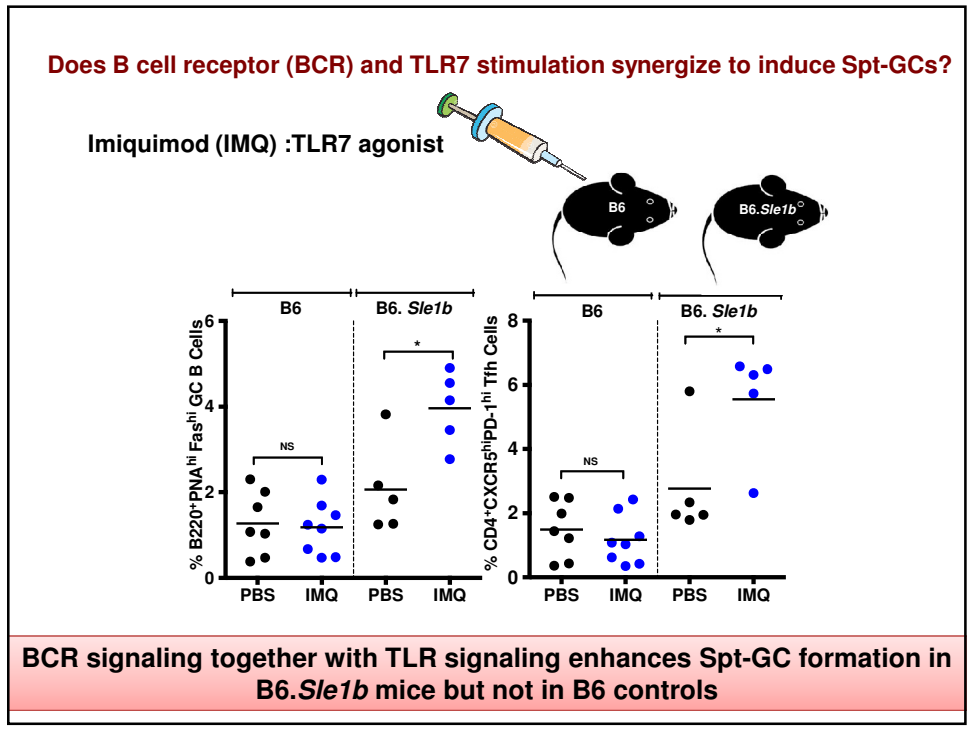 Does B cell receptor (BCR) and TLR7 stimulation synergize to induce Spt-GCs?
Imiquimod (IMQ) :TLR7 agonist
B6
B6.Sle1b
B6
B6. Sle1b
% B220⁺PNAʰⁱ Fasʰⁱ GC B Cells
6
4
2
0
NS
*
PBS
IMQ
PBS
IMQ
B6
B6. Sle1b
% CD4⁺CXCR5ʰⁱPD-1ʰⁱ Tfh Cells
8
6
4
2
0
NS
*
PBS
IMQ
PBS
IMQ
BCR signaling together with TLR signaling enhances Spt-GC formation in
B6.Sle1b mice but not in B6 controls